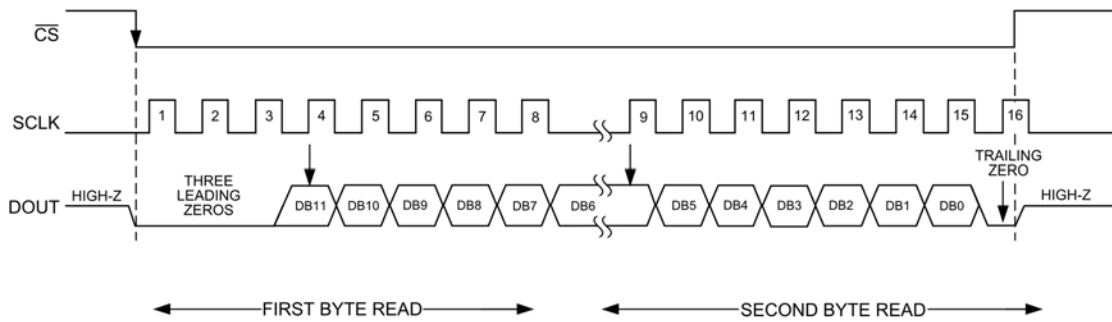 CS
SCLK 1 2 3 4 5 6 7 8 9 10 11 12 13 14 15 16
TRAILING
ZERO
THREE
LEADING
ZEROS
DOUT HIGH-Z DB11 DB10 DB9 DB8 DB7 DB6 DB5 DB4 DB3 DB2 DB1 DB0 HIGH-Z
FIRST BYTE READ SECOND BYTE READ